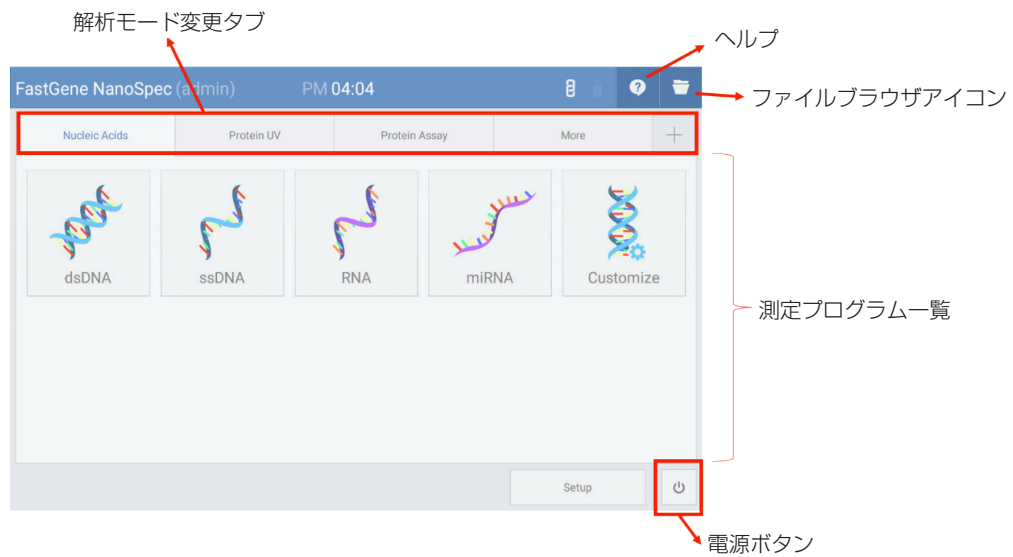 解析モード変更タブ
ヘルプ
FastGene NanoSpec (admin) PM 04:04
ファイルブラウザアイコン
Nucleic Acids Protein UV Protein Assay More
dsDNA ssDNA RNA miRNA Customize
測定プログラム一覧
Setup
電源ボタン